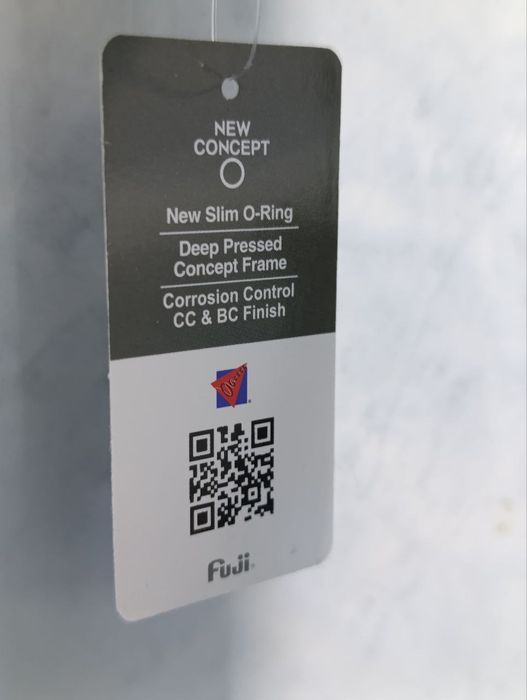 NEW
CONCEPT
O
New Slim O-Ring
Deep Pressed
Concept Frame
Corrosion Control
CC & BC Finish
Fuji